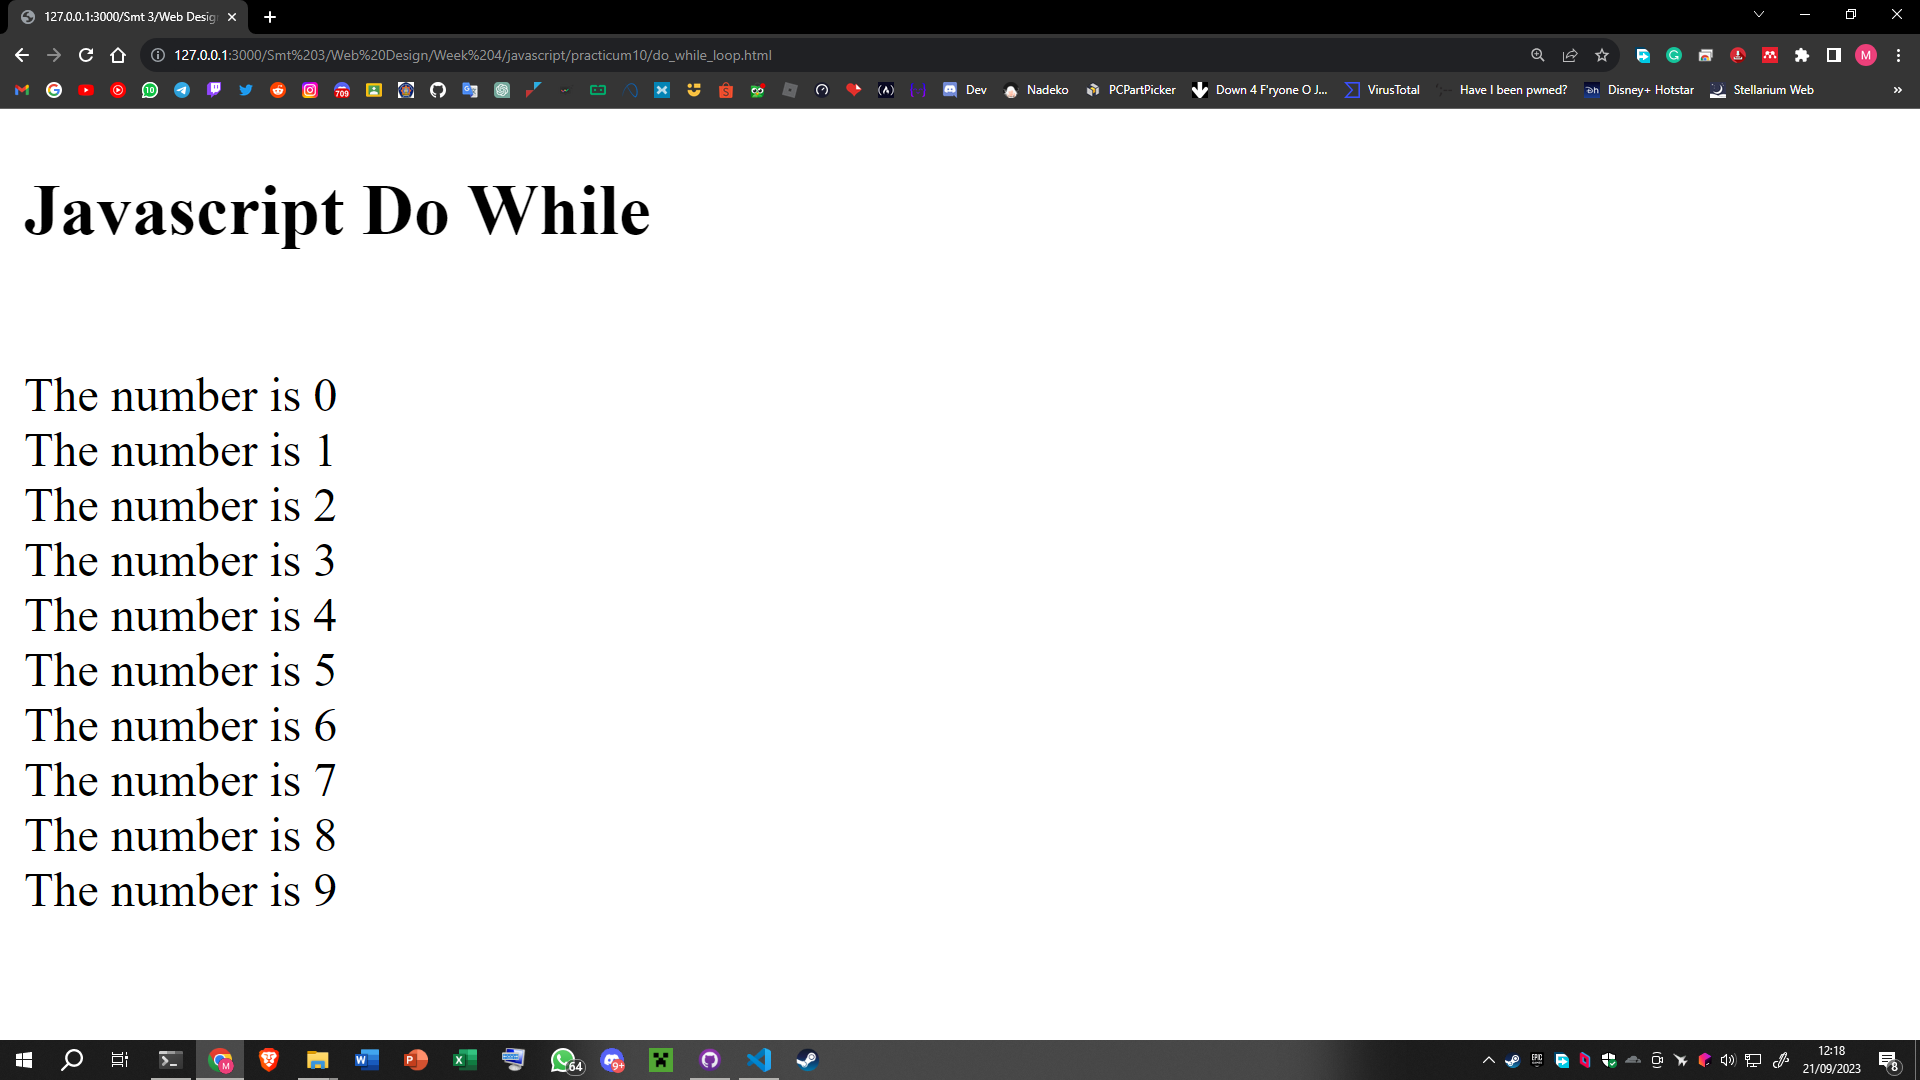 127.0.0.1:3000/Smt 3/Web Desig
127.0.0.1:3000/Smt%203/Web%20Design/Week%204/javascript/practicum10/do_while_loop.html
Dev Nadeko PCPartPicker Down 4 F'ryone O J... VirusTotal Have I been pwned? Disney+ Hotstar Stellarium Web
Javascript Do While
The number is 0
The number is 1
The number is 2
The number is 3
The number is 4
The number is 5
The number is 6
The number is 7
The number is 8
The number is 9
64 9+
12:18
21/09/2023
8